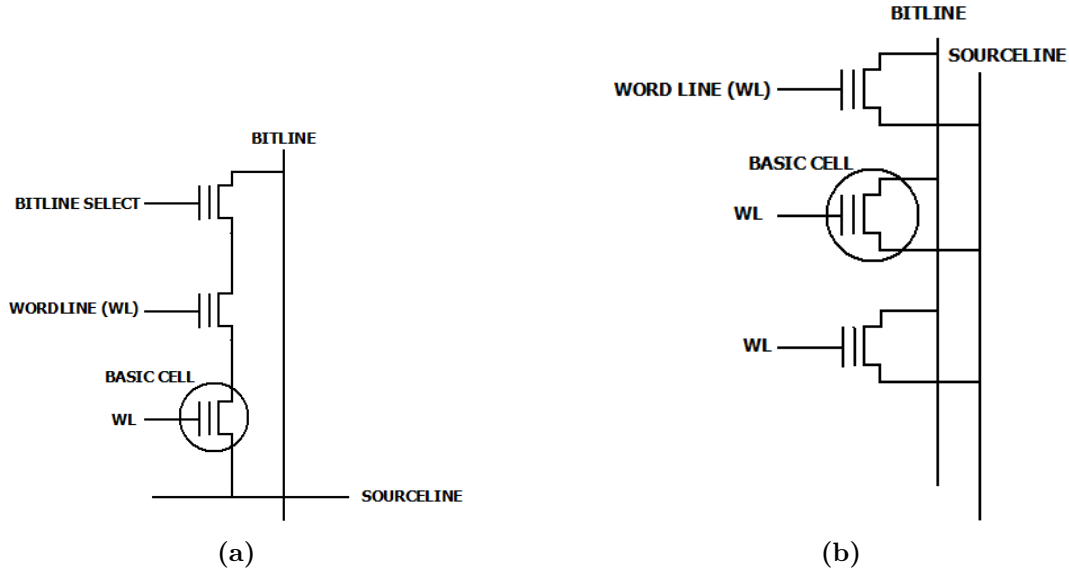 BITLINE
BITLINE SELECT
WORDLINE (WL)
BASIC CELL
WL
SOURCELINE
(a)
BITLINE
SOURCELINE
WORD LINE (WL)
BASIC CELL
WL
WL
(b)